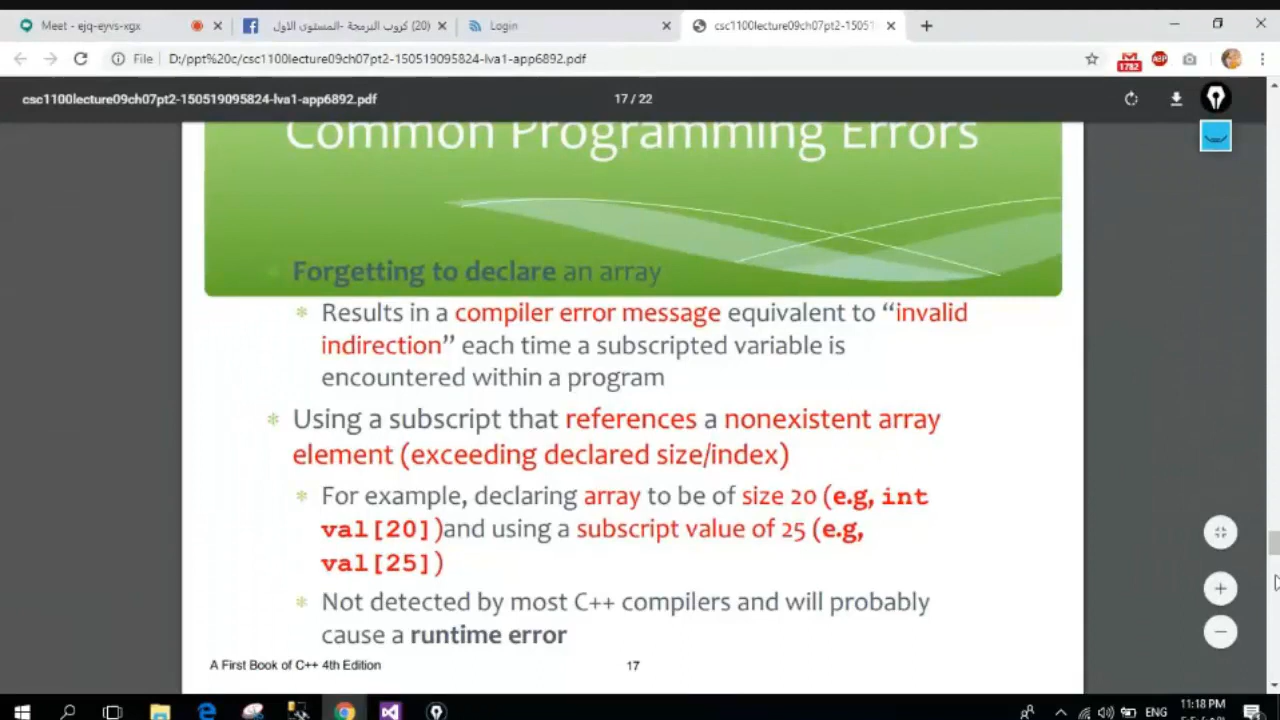 Meet - ejq-eyvs-xgx
(20) كروب البرمجة -المستوى الاول
Login
csc1100lecture09ch07pt2-1505
File D:/ppt%20c/csc1100lecture09ch07pt2-150519095824-lva1-app6892.pdf
1782
ABP
csc1100lecture09ch07pt2-150519095824-lva1-app6892.pdf
17 / 22
Common Programming Errors
Forgetting to declare an array
Results in a compiler error message equivalent to “invalid
indirection” each time a subscripted variable is
encountered within a program
Using a subscript that references a nonexistent array
element (exceeding declared size/index)
For example, declaring array to be of size 20 (e.g, int
val[20])and using a subscript value of 25 (e.g,
val[25])
Not detected by most C++ compilers and will probably
cause a runtime error
A First Book of C++ 4th Edition
17
ENG
11:18 PM